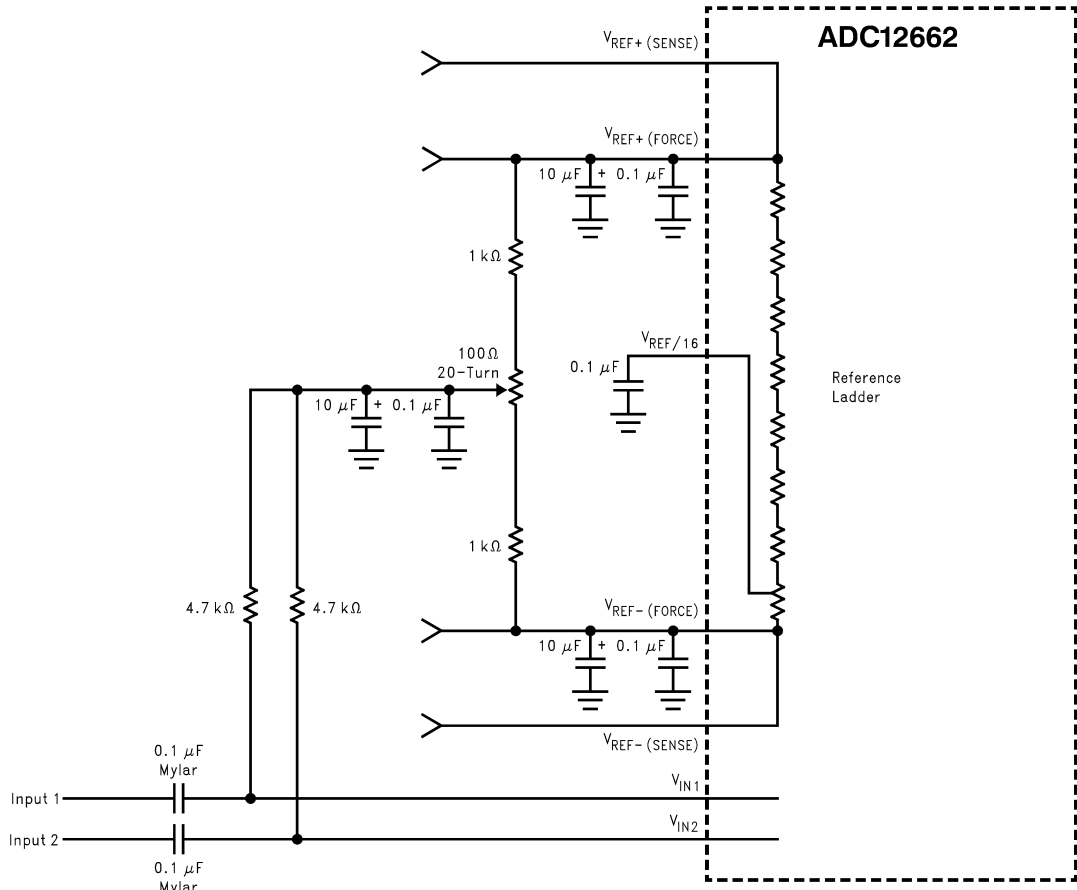 ADC12662
VREF+ (SENSE)
VREF+ (FORCE)
10 µF + 0.1 µF
1 kΩ
VREF/16
0.1 µF
100Ω
20-Turn
10 µF + 0.1 µF
Reference
Ladder
1 kΩ
4.7 kΩ
4.7 kΩ
VREF− (FORCE)
10 µF + 0.1 µF
VREF− (SENSE)
0.1 µF
Mylar
VIN1
Input 1
VIN2
Input 2
0.1 µF
Mylar